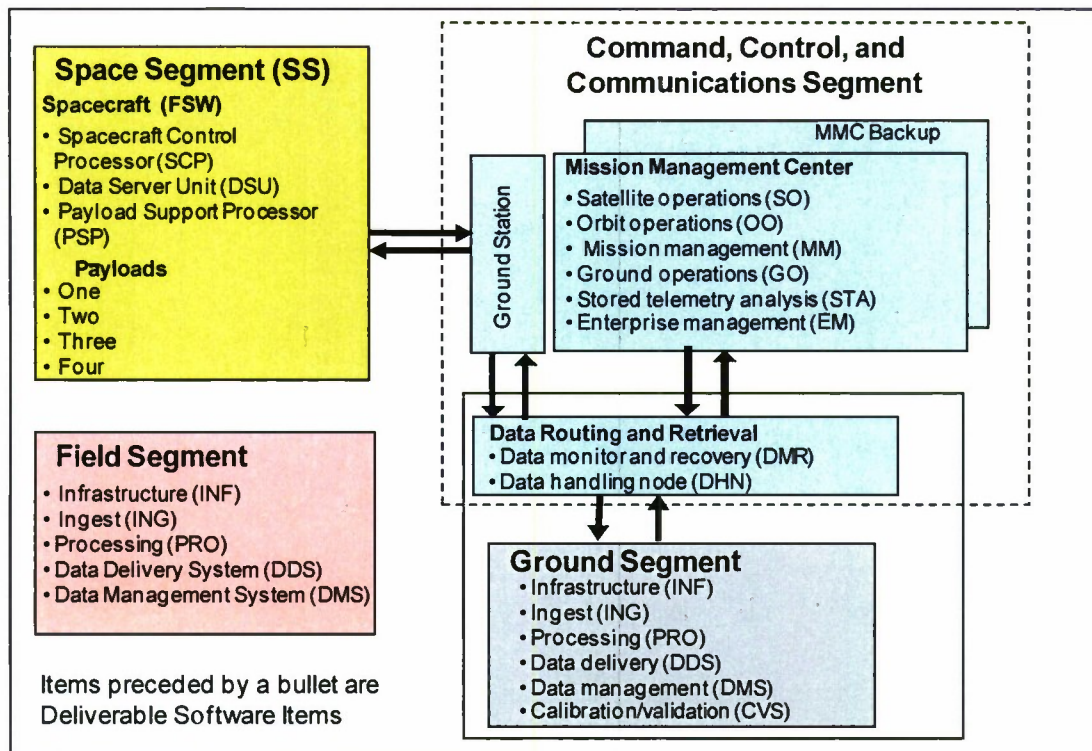 Space Segment (SS)
Spacecraft (FSW)
• Spacecraft Control
Processor (SCP)
• Data Server Unit (DSU)
• Payload Support Processor
(PSP)
Payloads
• One
• Two
• Three
• Four
Command, Control, and
Communications Segment
MMC Backup
Ground Station
Mission Management Center
• Satellite operations (SO)
• Orbit operations (OO)
• Mission management (MM)
• Ground operations (GO)
• Stored telemetry analysis (STA)
• Enterprise management (EM)
Data Routing and Retrieval
• Data monitor and recovery (DMR)
• Data handling node (DHN)
Field Segment
• Infrastructure (INF)
• Ingest (ING)
• Processing (PRO)
• Data Delivery System (DDS)
• Data Management System (DMS)
Ground Segment
• Infrastructure (INF)
• Ingest (ING)
• Processing (PRO)
• Data delivery (DDS)
• Data management (DMS)
• Calibration/validation (CVS)
Items preceded by a bullet are
Deliverable Software Items